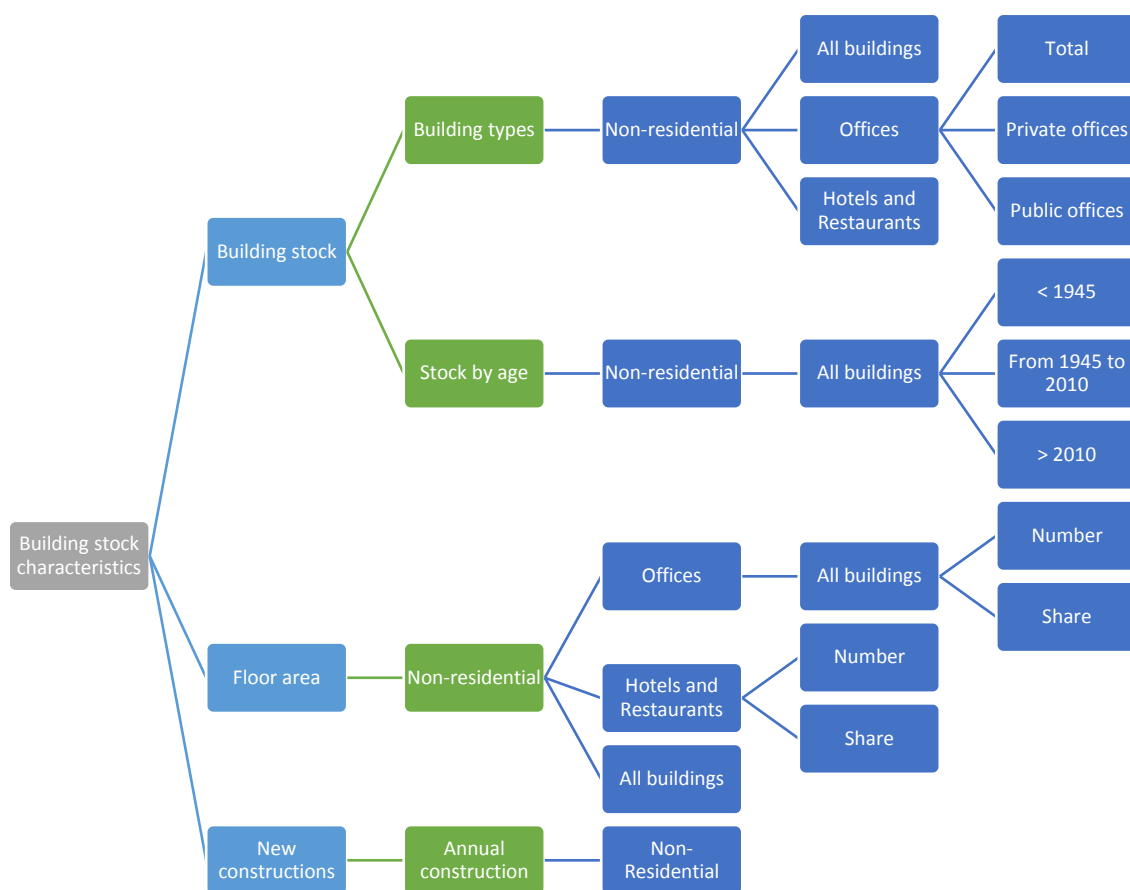 All buildings
Total
Building types
Non-residential
Offices
Private offices
Hotels and
Restaurants
Public offices
Building stock
< 1945
Stock by age
Non-residential
All buildings
From 1945 to
2010
> 2010
Building stock
characteristics
Number
Offices
All buildings
Share
Floor area
Non-residential
Number
Hotels and
Restaurants
Share
All buildings
New
constructions
Annual
construction
Non-
Residential